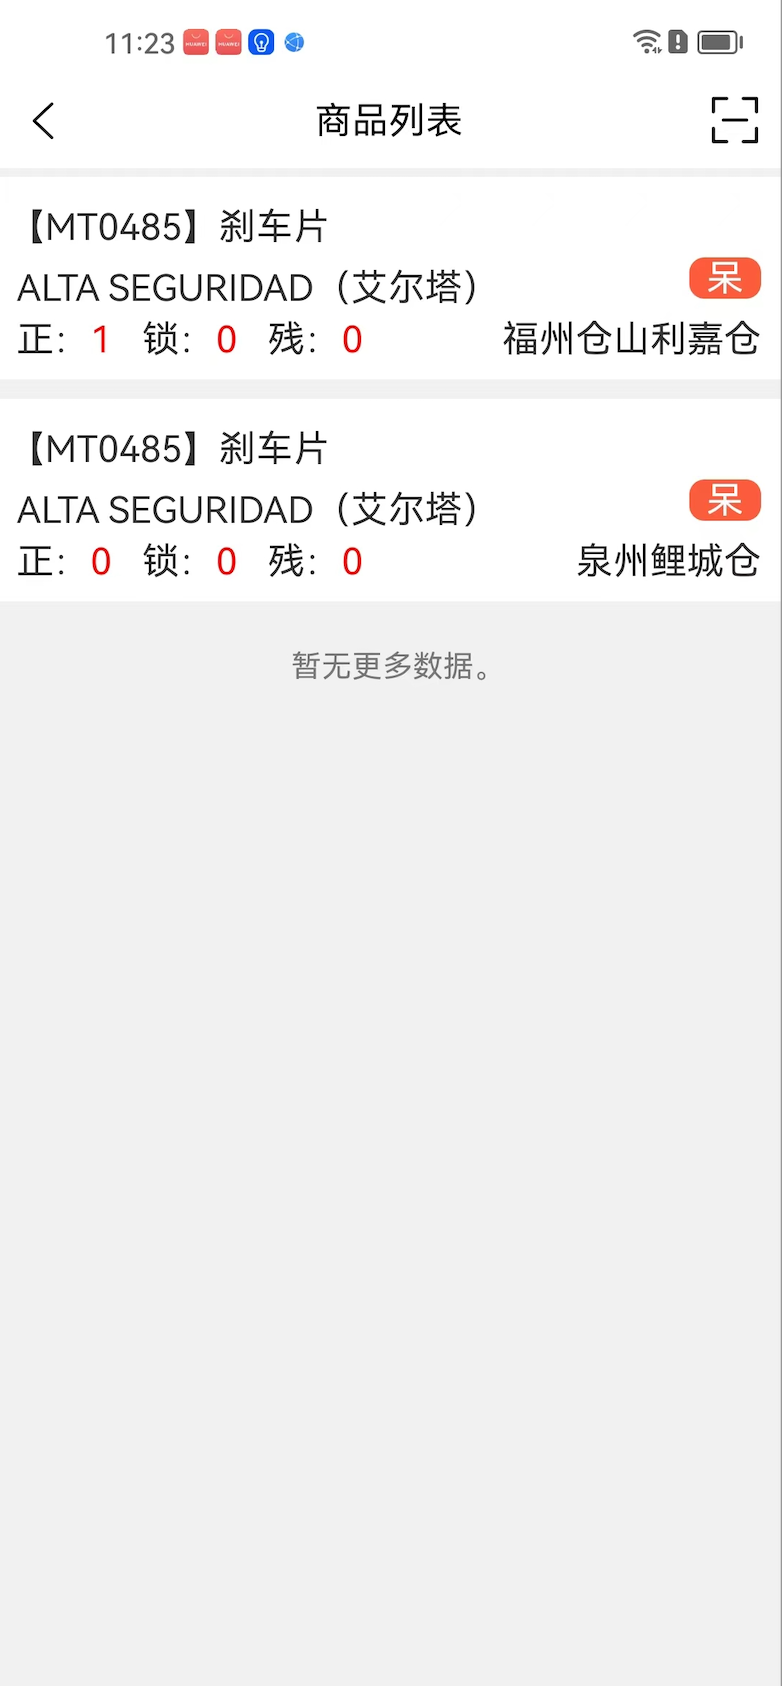 11:23
商品列表
【MT0485】刹车片
ALTA SEGURIDAD（艾尔塔）
呆
正：1 锁：0 残：0 福州仓山利嘉仓
【MT0485】刹车片
ALTA SEGURIDAD（艾尔塔）
呆
正：0 锁：0 残：0 泉州鲤城仓
暂无更多数据。